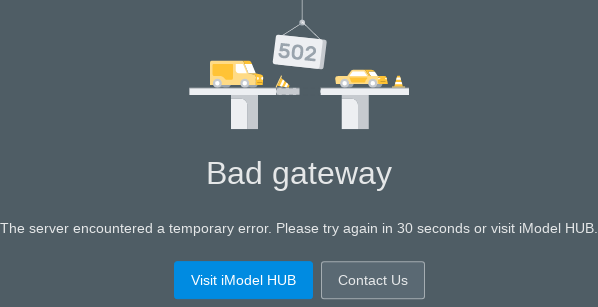 502
Bad gateway
The server encountered a temporary error. Please try again in 30 seconds or visit iModel HUB.
Visit iModel HUB
Contact Us